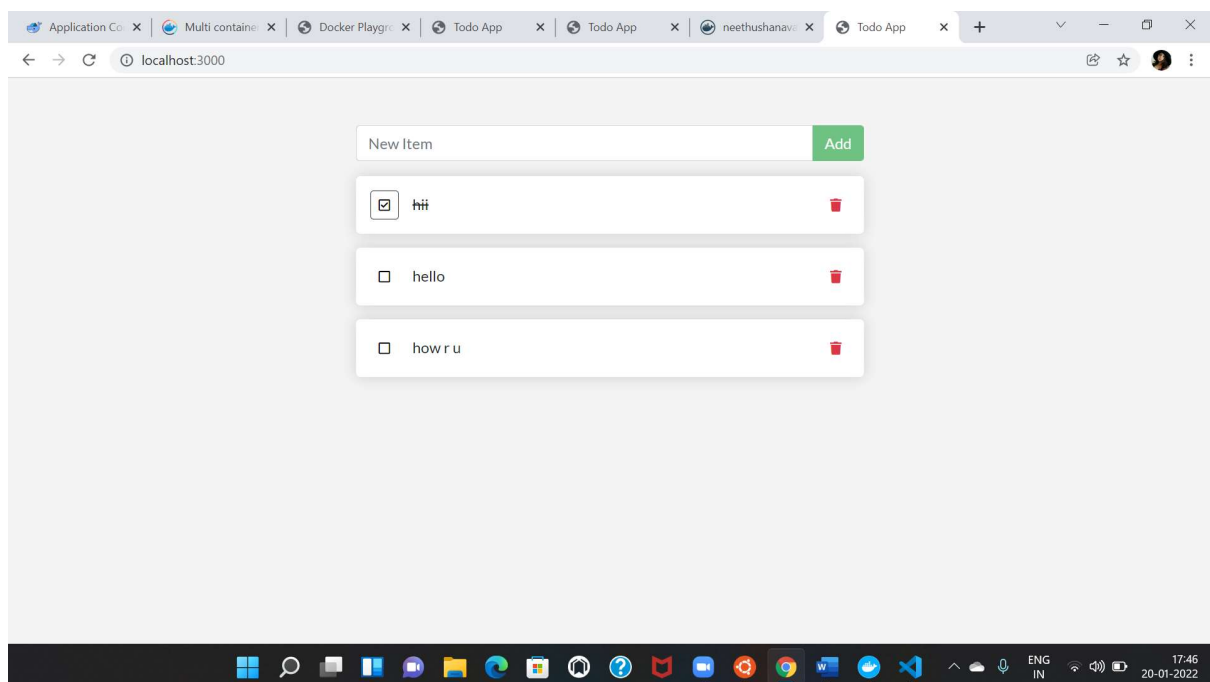 Application Co
Multi containe
Docker Playgr
Todo App
Todo App
neethushanava
Todo App
localhost:3000
New Item
Add
hii
hello
how r u
ENG
IN
17:46
20-01-2022